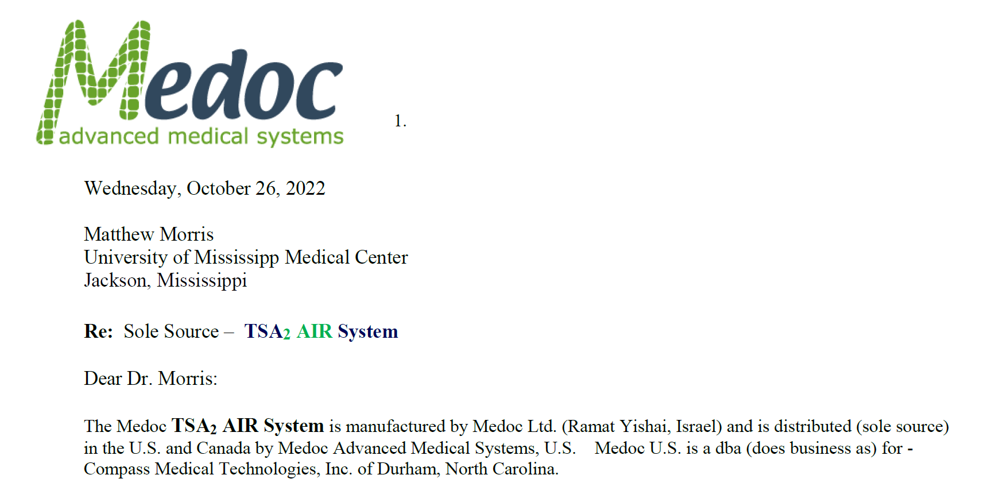 Medoc
advanced medical systems
1.
Wednesday, October 26, 2022
Matthew Morris
University of Mississipp Medical Center
Jackson, Mississippi
Re: Sole Source – TSA₂ AIR System
Dear Dr. Morris:
The Medoc TSA₂ AIR System is manufactured by Medoc Ltd. (Ramat Yishai, Israel) and is distributed (sole source)
in the U.S. and Canada by Medoc Advanced Medical Systems, U.S. Medoc U.S. is a dba (does business as) for -
Compass Medical Technologies, Inc. of Durham, North Carolina.